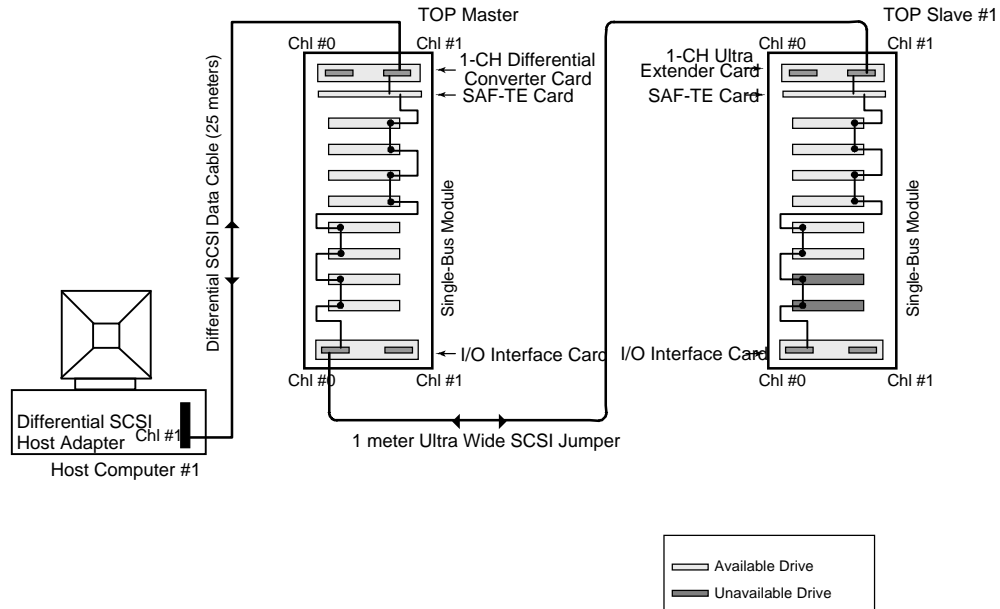 TOP Master
TOP Slave #1
Chl #0
Chl #1
Chl #0
Chl #1
1-CH Differential
Converter Card
SAF-TE Card
1-CH Ultra
Extender Card
SAF-TE Card
Differential SCSI Data Cable (25 meters)
Single-Bus Module
Single-Bus Module
I/O Interface Card
I/O Interface Card
Chl #0
Chl #1
Chl #0
Chl #1
Differential SCSI
Host Adapter
Chl #1
1 meter Ultra Wide SCSI Jumper
Host Computer #1
Available Drive
Unavailable Drive